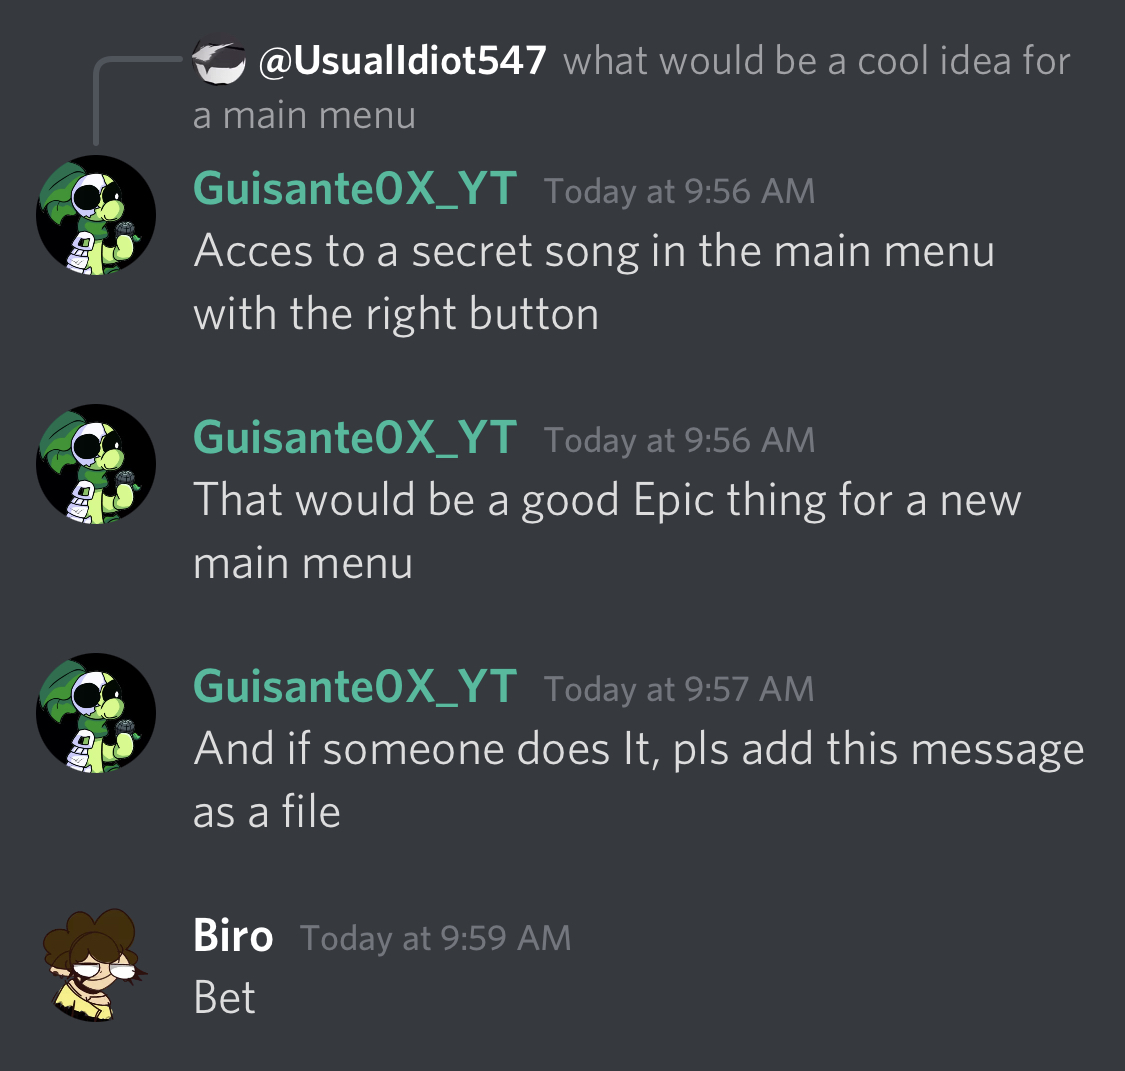 @UsualIdiot547 what would be a cool idea for
a main menu
Guisante0X_YT Today at 9:56 AM
Acces to a secret song in the main menu
with the right button
Guisante0X_YT Today at 9:56 AM
That would be a good Epic thing for a new
main menu
Guisante0X_YT Today at 9:57 AM
And if someone does It, pls add this message
as a file
Biro Today at 9:59 AM
Bet